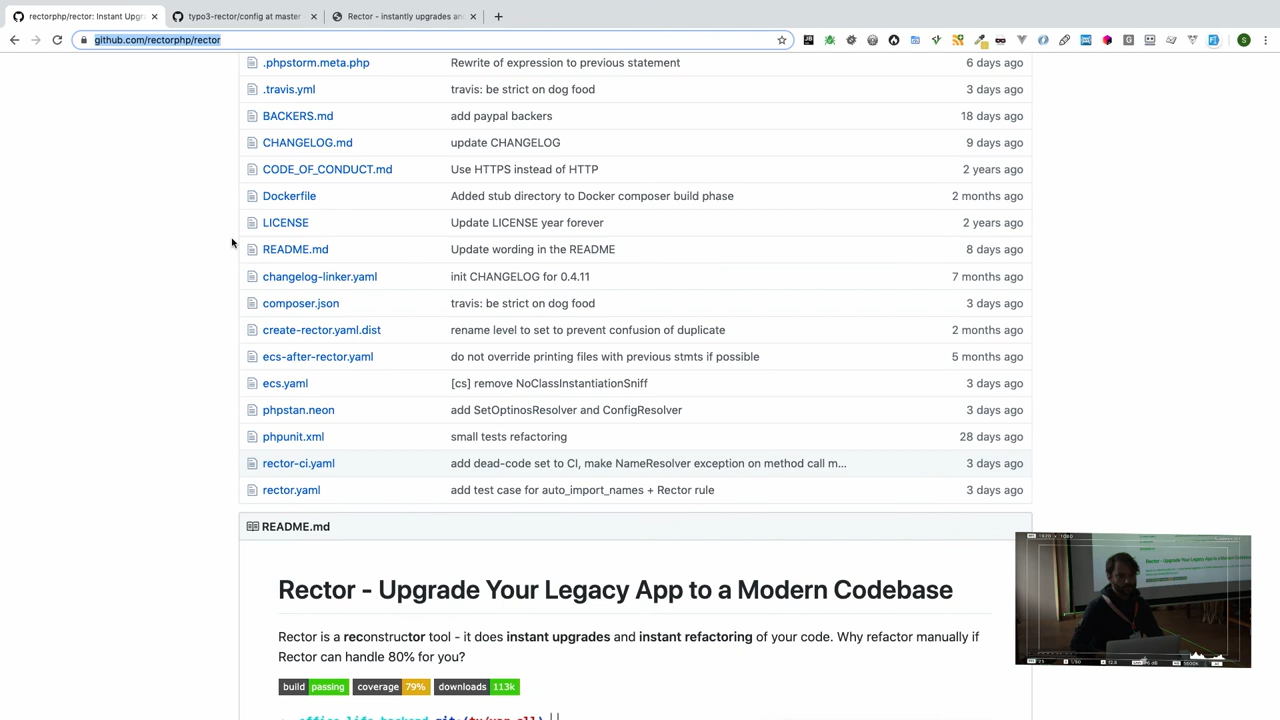 rectorphp/rector: Instant Upgr
typo3-rector/config at master
Rector - instantly upgrades an
github.com/rectorphp/rector
.phpstorm.meta.php Rewrite of expression to previous statement 6 days ago
.travis.yml travis: be strict on dog food 3 days ago
BACKERS.md add paypal backers 18 days ago
CHANGELOG.md update CHANGELOG 9 days ago
CODE_OF_CONDUCT.md Use HTTPS instead of HTTP 2 years ago
Dockerfile Added stub directory to Docker composer build phase 2 months ago
LICENSE Update LICENSE year forever 2 years ago
README.md Update wording in the README 8 days ago
changelog-linker.yaml init CHANGELOG for 0.4.11 7 months ago
composer.json travis: be strict on dog food 3 days ago
create-rector.yaml.dist rename level to set to prevent confusion of duplicate 2 months ago
ecs-after-rector.yaml do not override printing files with previous stmts if possible 5 months ago
ecs.yaml [cs] remove NoClassInstantiationSniff 3 days ago
phpstan.neon add SetOptinosResolver and ConfigResolver 3 days ago
phpunit.xml small tests refactoring 28 days ago
rector-ci.yaml add dead-code set to CI, make NameResolver exception on method call m... 3 days ago
rector.yaml add test case for auto_import_names + Rector rule 3 days ago
README.md
Rector - Upgrade Your Legacy App to a Modern Codebase
Rector is a reconstructor tool - it does instant upgrades and instant refactoring of your code. Why refactor manually if
Rector can handle 80% for you?
build passing coverage 79% downloads 113k
Rector - Upgrade Your Legacy App to a Modern Codebase